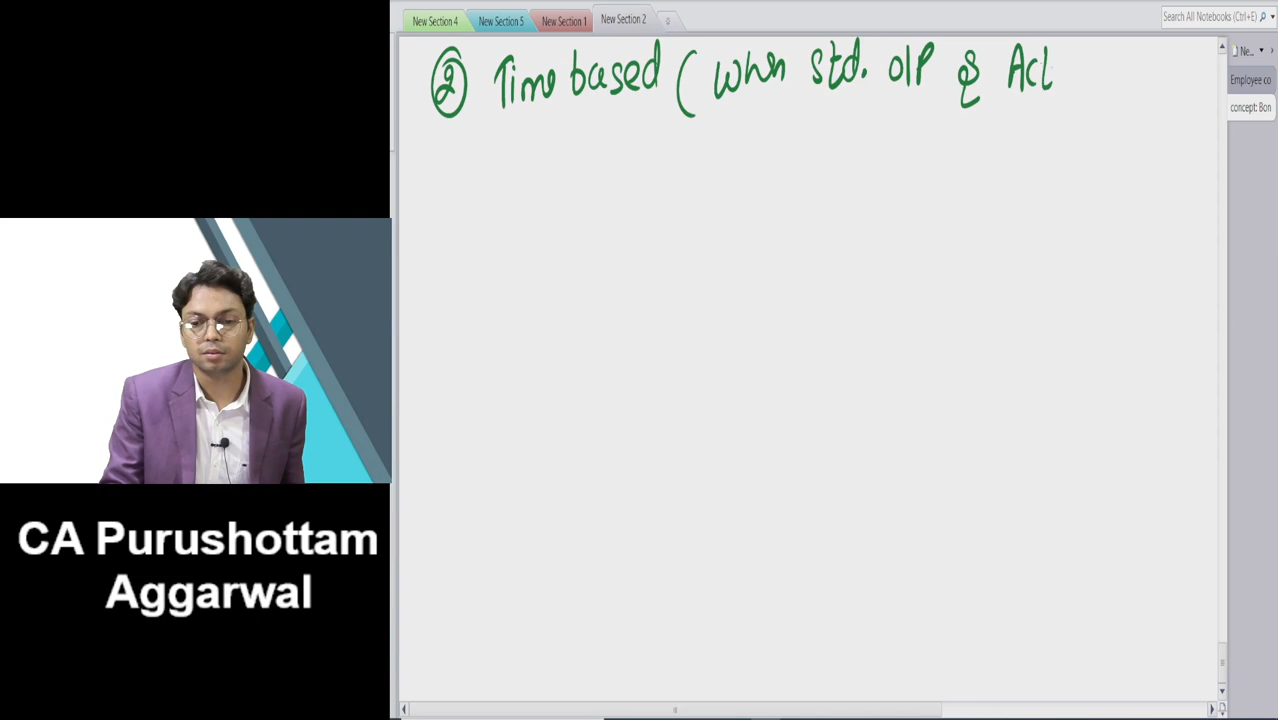 New Section 4 New Section 5 New Section 1 New Section 2
Search All Notebooks (Ctrl+E)
Ne...
Employee co
concept: Bon
② Time based ( when std. O/P & Act
CA Purushottam
Aggarwal